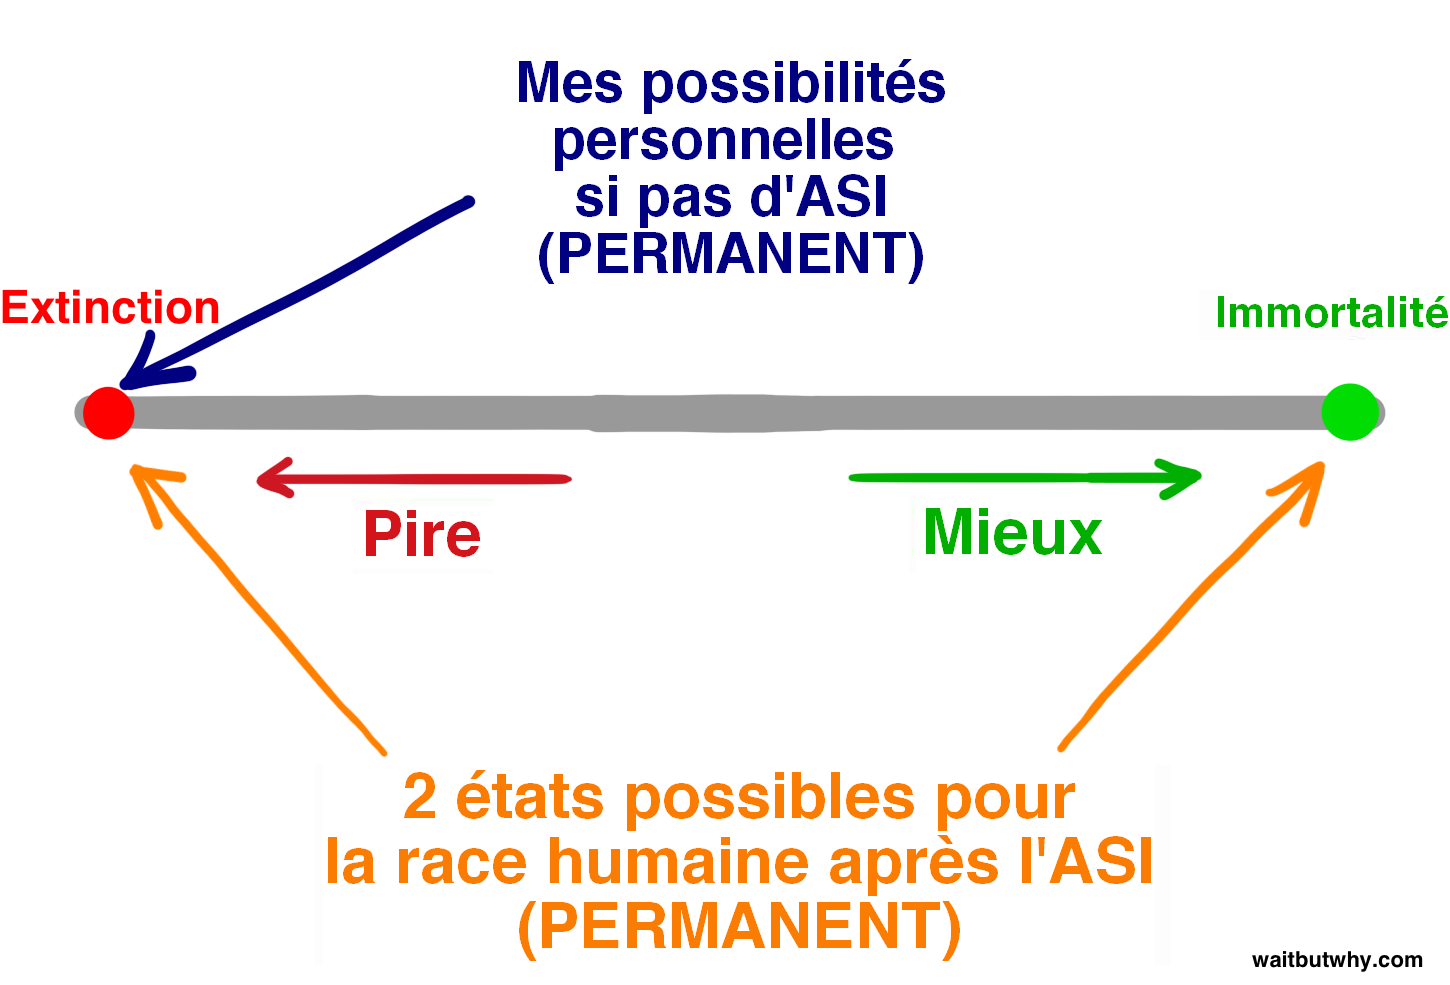 Mes possibilités
personnelles
si pas d'ASI
(PERMANENT)
Extinction
Immortalité
Pire
Mieux
2 états possibles pour
la race humaine après l'ASI
(PERMANENT)
waitbutwhy.com